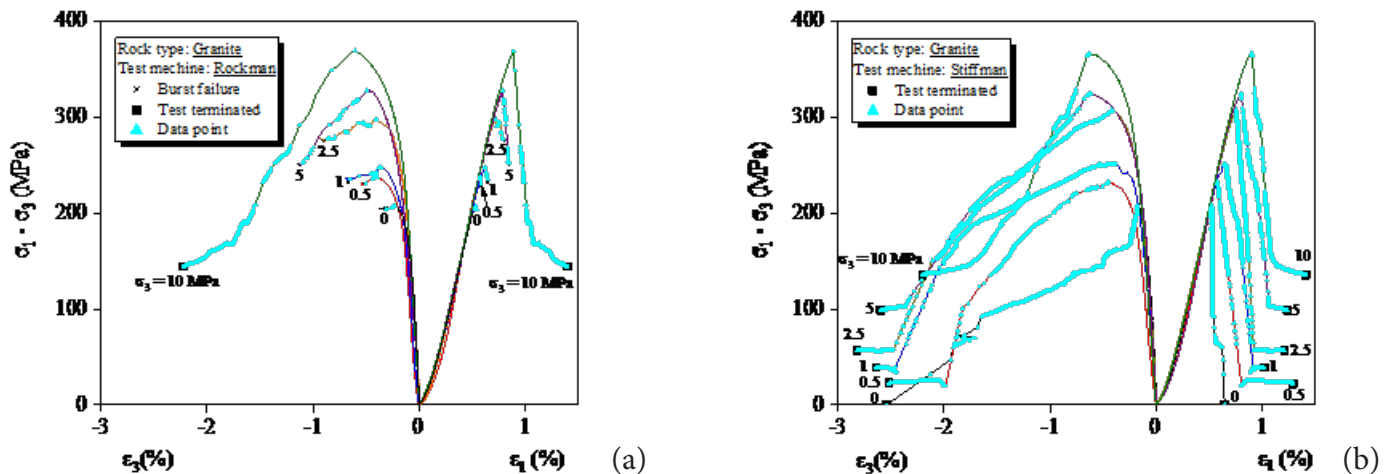 400
300
200
100
0
σ₁ - σ₃ (MPa)
Rock type: Granite
Test mechine: Rockman
× Burst failure
■ Test terminated
▲ Data point
2.5
5
1
0.5
0
2.5
5
1
0.5
0
σ₃ = 10 MPa
σ₃ = 10 MPa
-3 -2 -1 0 1 2
ε₃(%)
ε₁(%)
(a)
400
300
200
100
0
σ₁ - σ₃ (MPa)
Rock type: Granite
Test mechine: Stiffman
■ Test terminated
▲ Data point
σ₃ = 10 MPa
5
2.5
1
0.5
0
10
5
2.5
1
0
0.5
-3 -2 -1 0 1 2
ε₃(%)
ε₁(%)
(b)